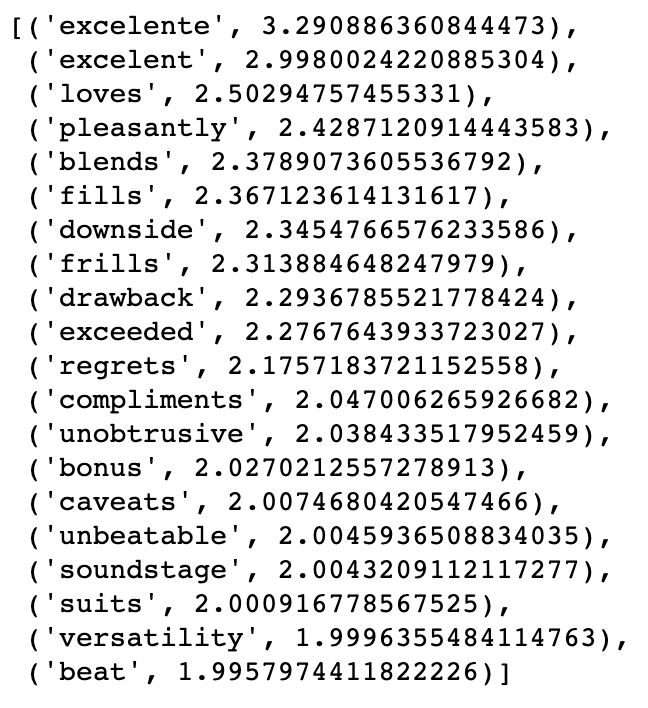 [('excelente', 3.290886360844473),
('excelent', 2.9980024220885304),
('loves', 2.50294757455331),
('pleasantly', 2.4287120914443583),
('blends', 2.3789073605536792),
('fills', 2.367123614131617),
('downside', 2.3454766576233586),
('frills', 2.313884648247979),
('drawback', 2.2936785521778424),
('exceeded', 2.2767643933723027),
('regrets', 2.1757183721152558),
('compliments', 2.047006265926682),
('unobtrusive', 2.038433517952459),
('bonus', 2.0270212557278913),
('caveats', 2.0074680420547466),
('unbeatable', 2.0045936508834035),
('soundstage', 2.0043209112117277),
('suits', 2.000916778567525),
('versatility', 1.9996355484114763),
('beat', 1.9957974411822226)]